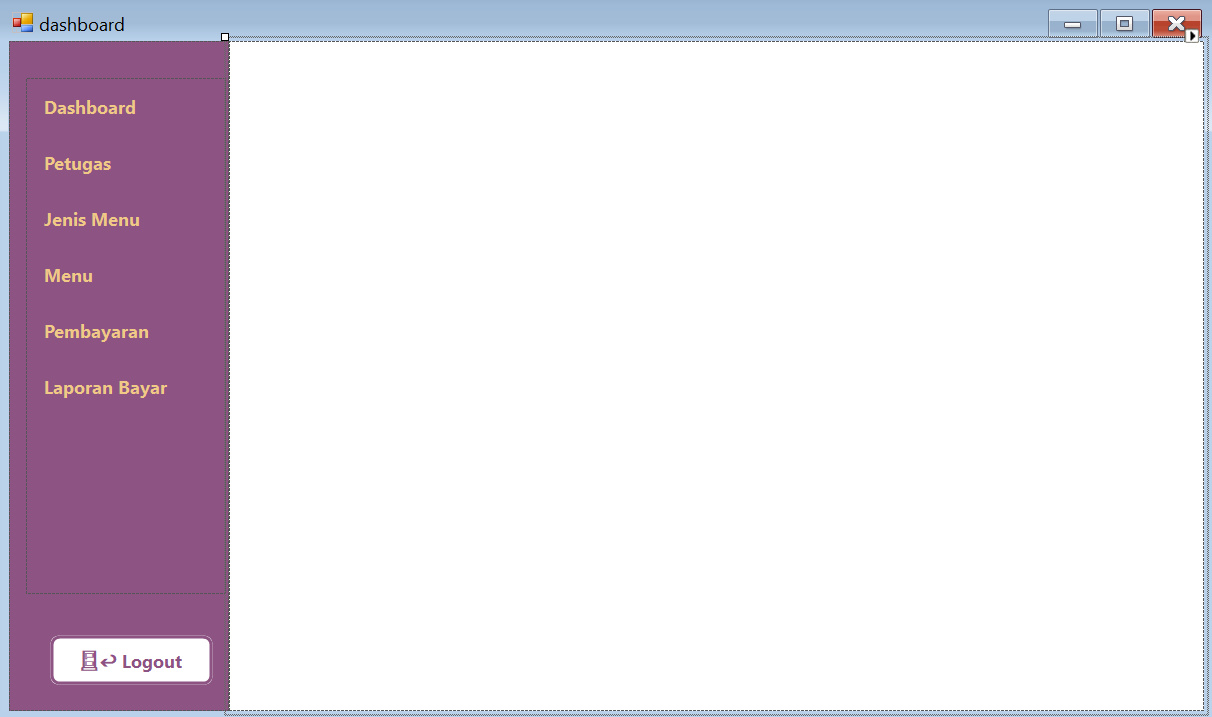 dashboard
Dashboard
Petugas
Jenis Menu
Menu
Pembayaran
Laporan Bayar
Logout